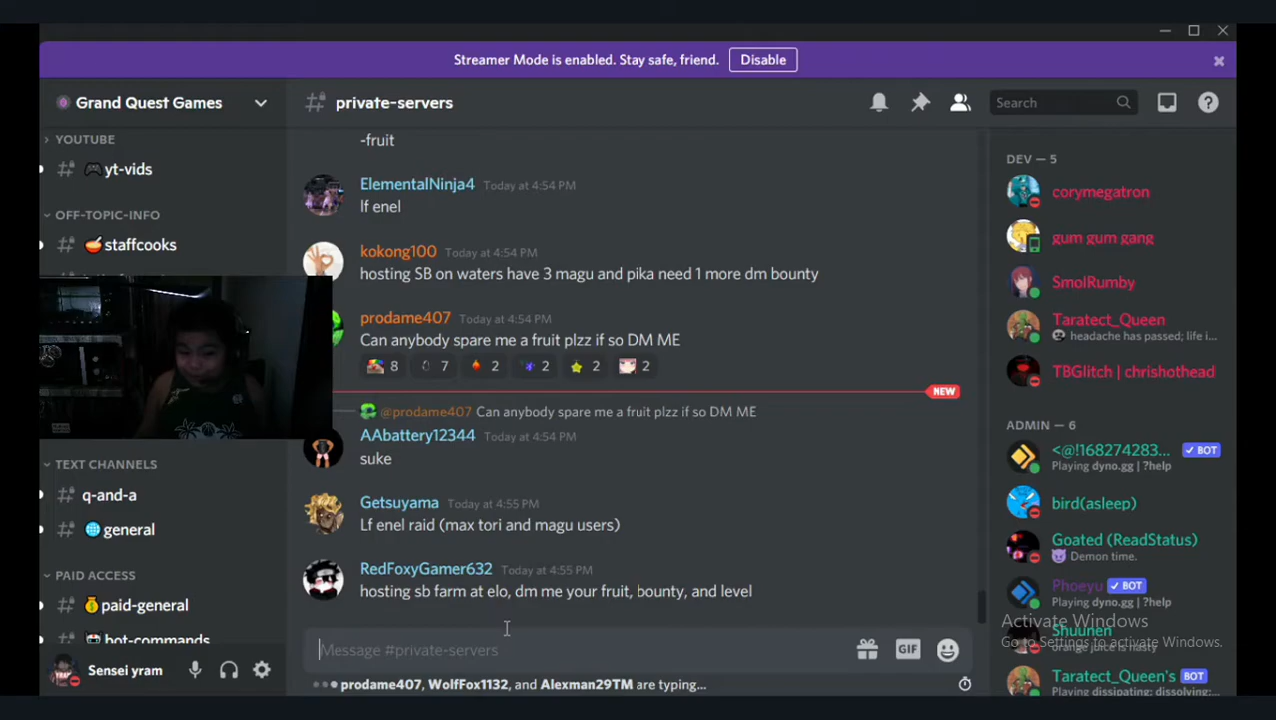 Streamer Mode is enabled. Stay safe, friend.
Disable
Grand Quest Games
private-servers
Search
YOUTUBE
yt-vids
OFF-TOPIC-INFO
staffcooks
TEXT CHANNELS
q-and-a
general
PAID ACCESS
paid-general
bot-commands
Sensei yram
-fruit
ElementalNinja4 Today at 4:54 PM
lf enel
kokong100 Today at 4:54 PM
hosting SB on waters have 3 magu and pika need 1 more dm bounty
prodame407 Today at 4:54 PM
Can anybody spare me a fruit plzz if so DM ME
8 7 2 2 2 2
NEW
@prodame407 Can anybody spare me a fruit plzz if so DM ME
AAbattery12344 Today at 4:54 PM
suke
Getsuyama Today at 4:55 PM
Lf enel raid (max tori and magu users)
RedFoxyGamer632 Today at 4:55 PM
hosting sb farm at elo, dm me your fruit, bounty, and level
Message #private-servers
GIF
prodame407, WolfFox1132, and Alexman29TM are typing...
DEV — 5
corymegatron
gum gum gang
SmolRumby
Taratect_Queen
headache has passed; life i...
TBGlitch | chrishothead
ADMIN — 6
<@!168274283... BOT
Playing dyno.gg | ?help
bird(asleep)
Goated (ReadStatus)
Demon time.
Phoeyu BOT
Playing dyno.gg | ?help
Activate Windows
Go to Settings to activate Windows.
Shuunen
orange juice is nasty
Taratect_Queen's BOT
Playing dissipating; dissolving;...